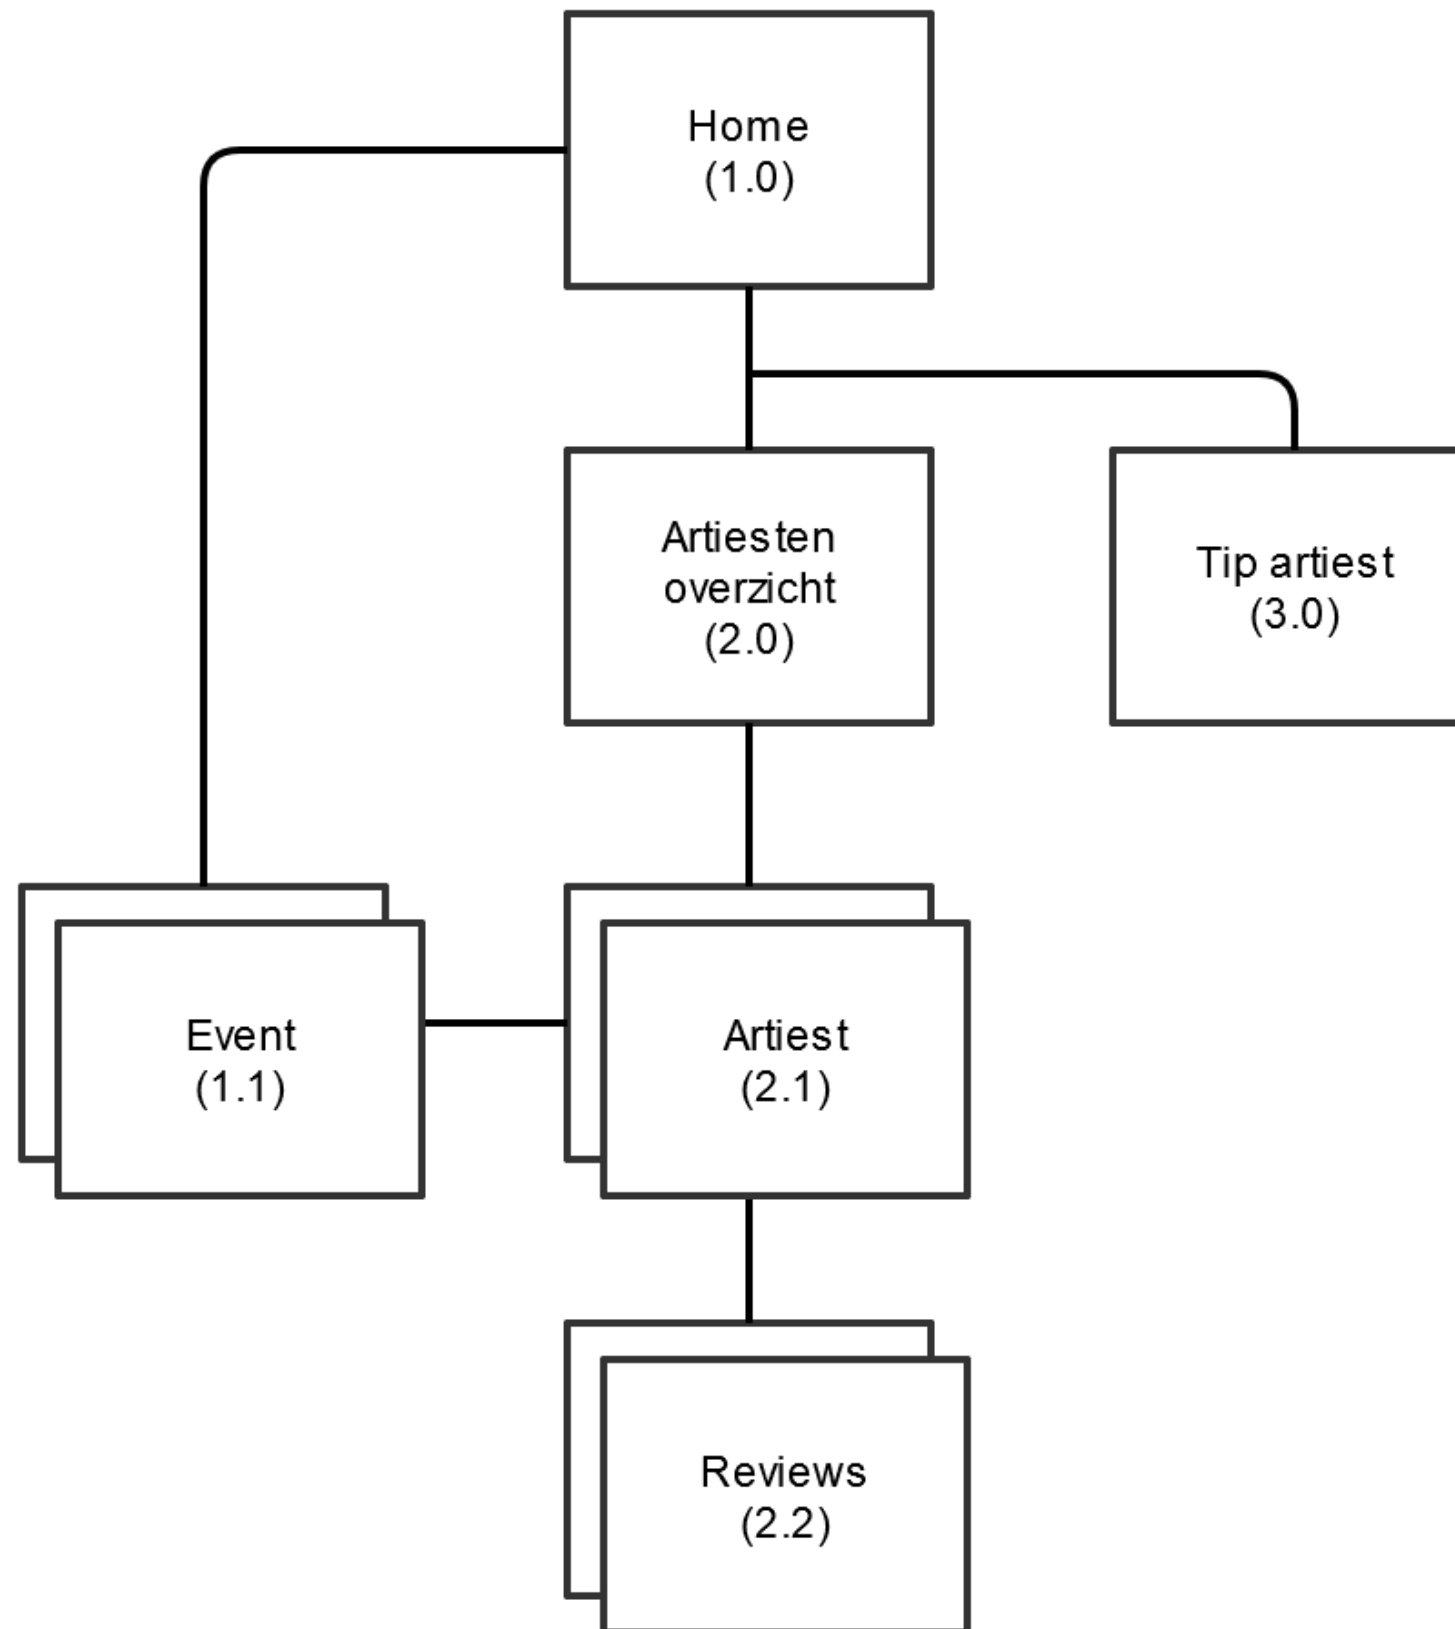 Home
(1.0)
Artiesten
overzicht
(2.0)
Tip artiest
(3.0)
Event
(1.1)
Artiest
(2.1)
Reviews
(2.2)